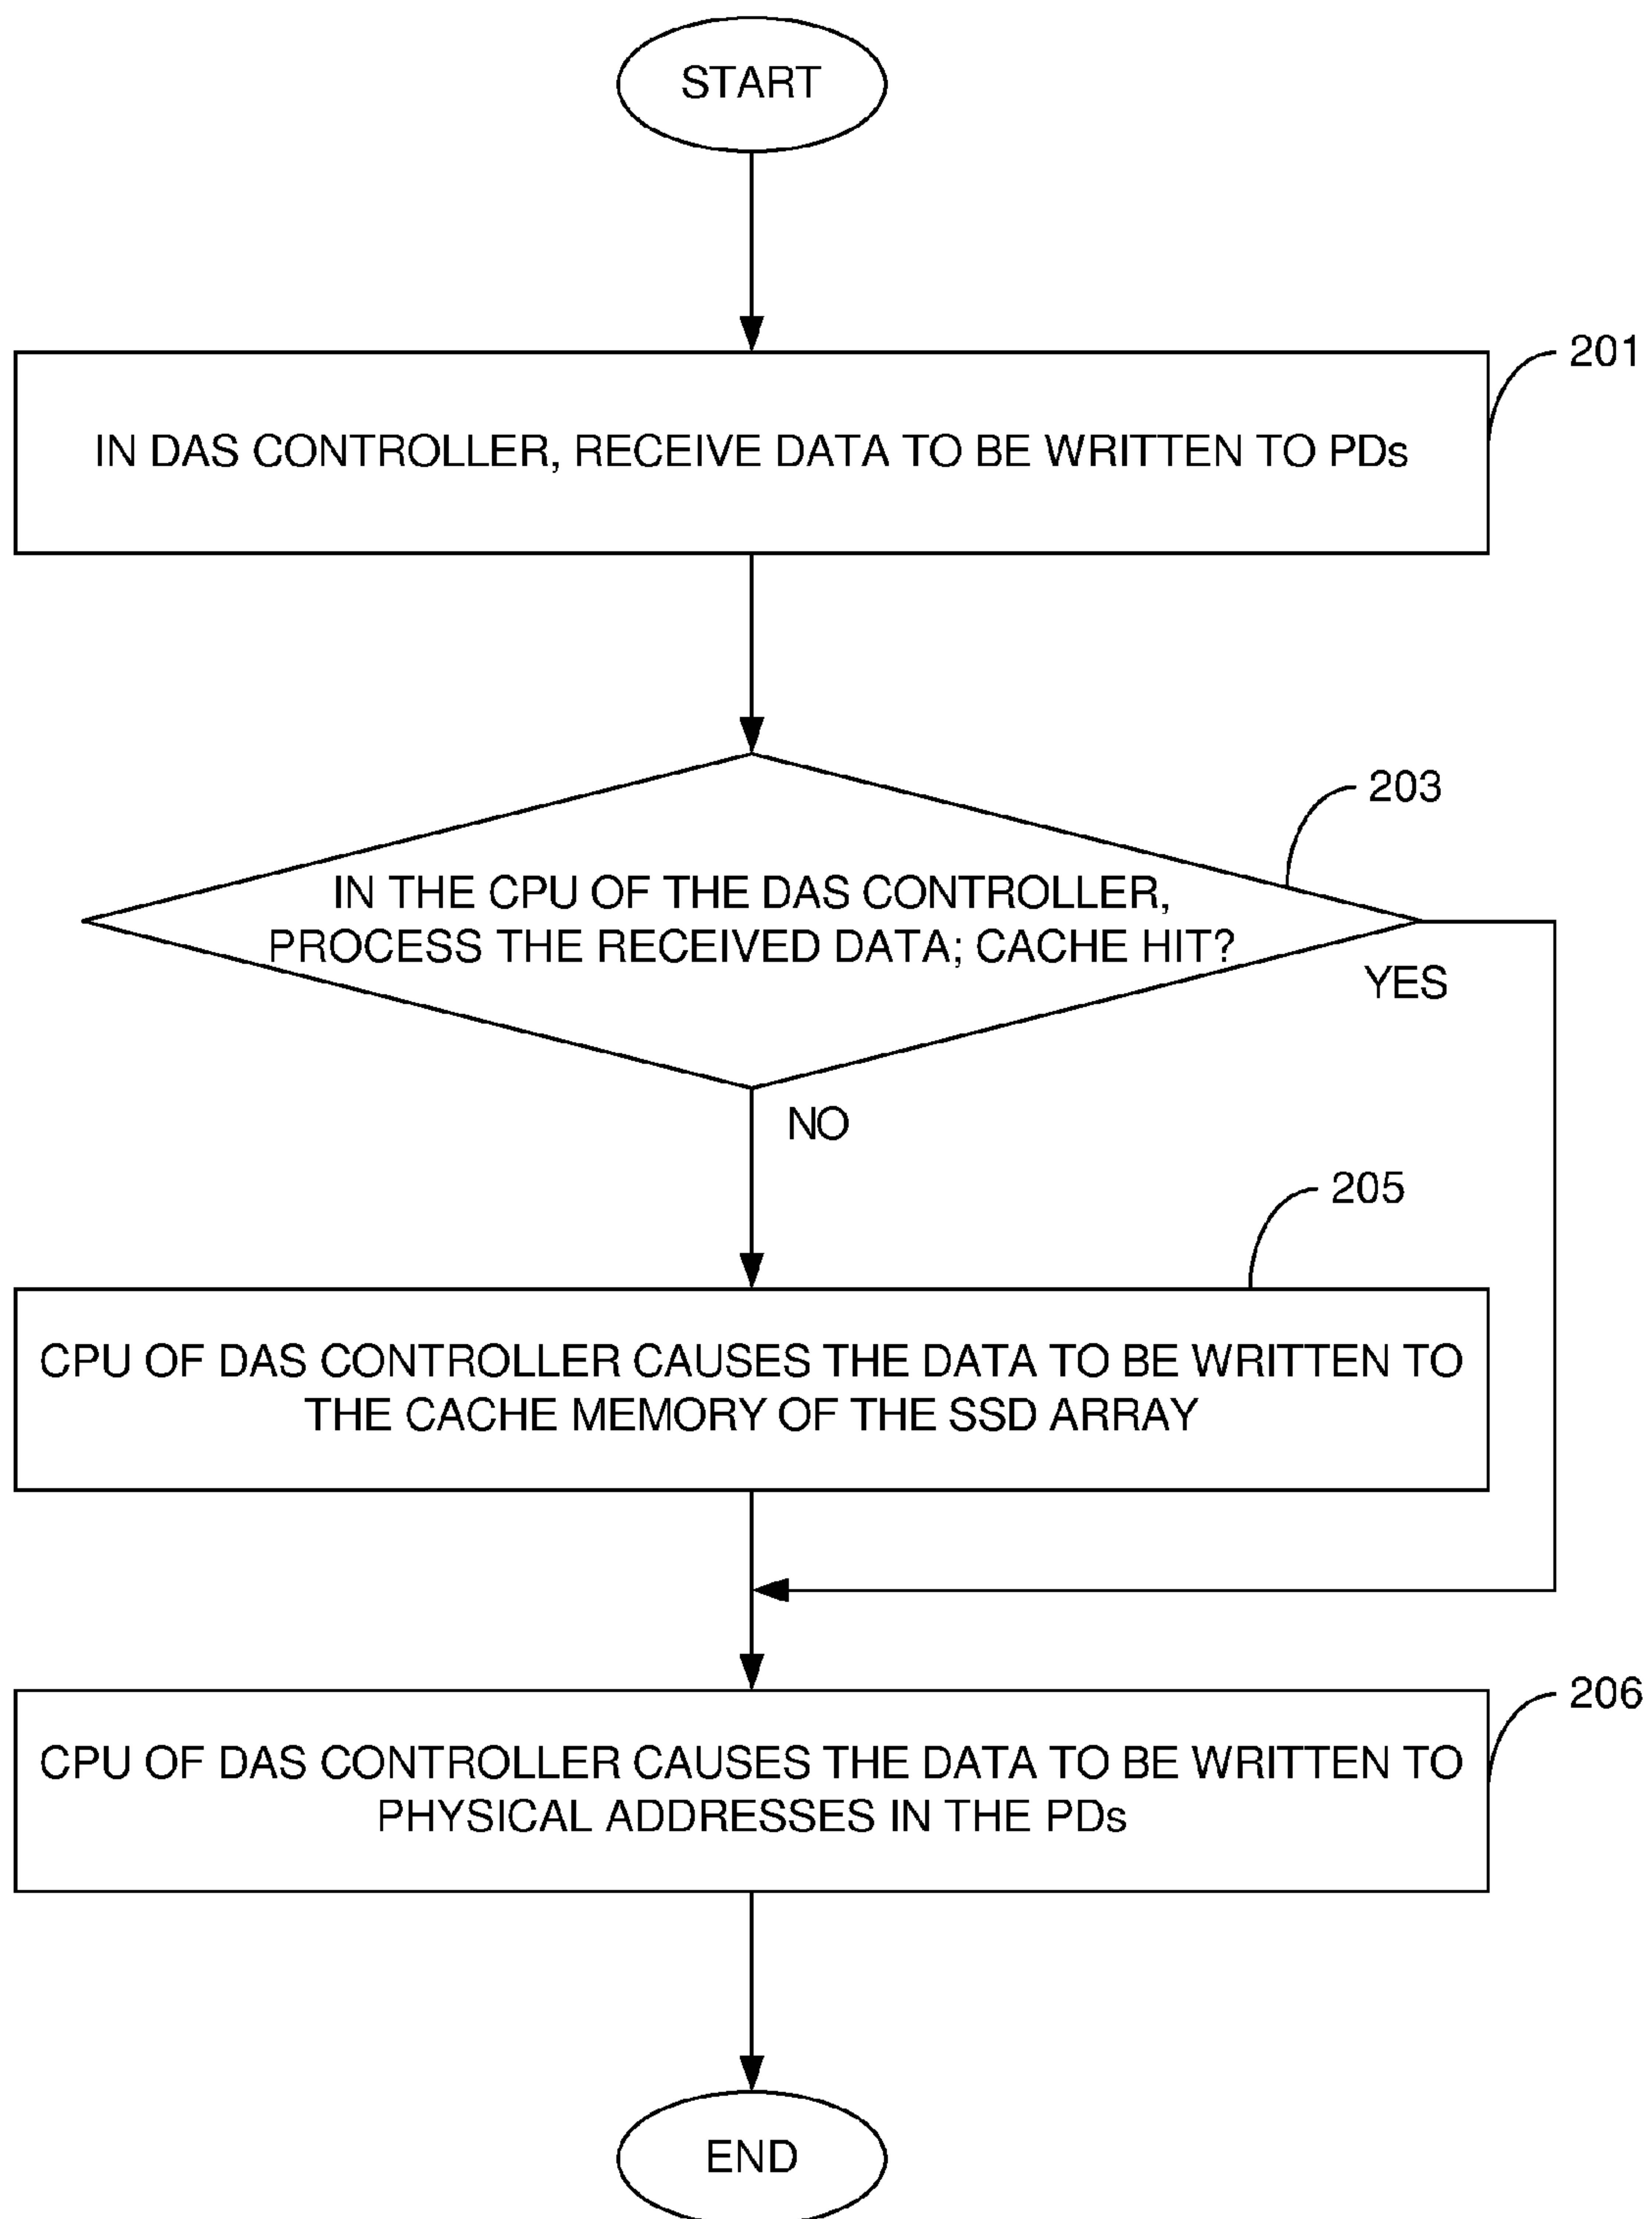 START
201
IN DAS CONTROLLER, RECEIVE DATA TO BE WRITTEN TO PDs
203
IN THE CPU OF THE DAS CONTROLLER,
PROCESS THE RECEIVED DATA; CACHE HIT?
YES
NO
205
CPU OF DAS CONTROLLER CAUSES THE DATA TO BE WRITTEN TO
THE CACHE MEMORY OF THE SSD ARRAY
206
CPU OF DAS CONTROLLER CAUSES THE DATA TO BE WRITTEN TO
PHYSICAL ADDRESSES IN THE PDs
END